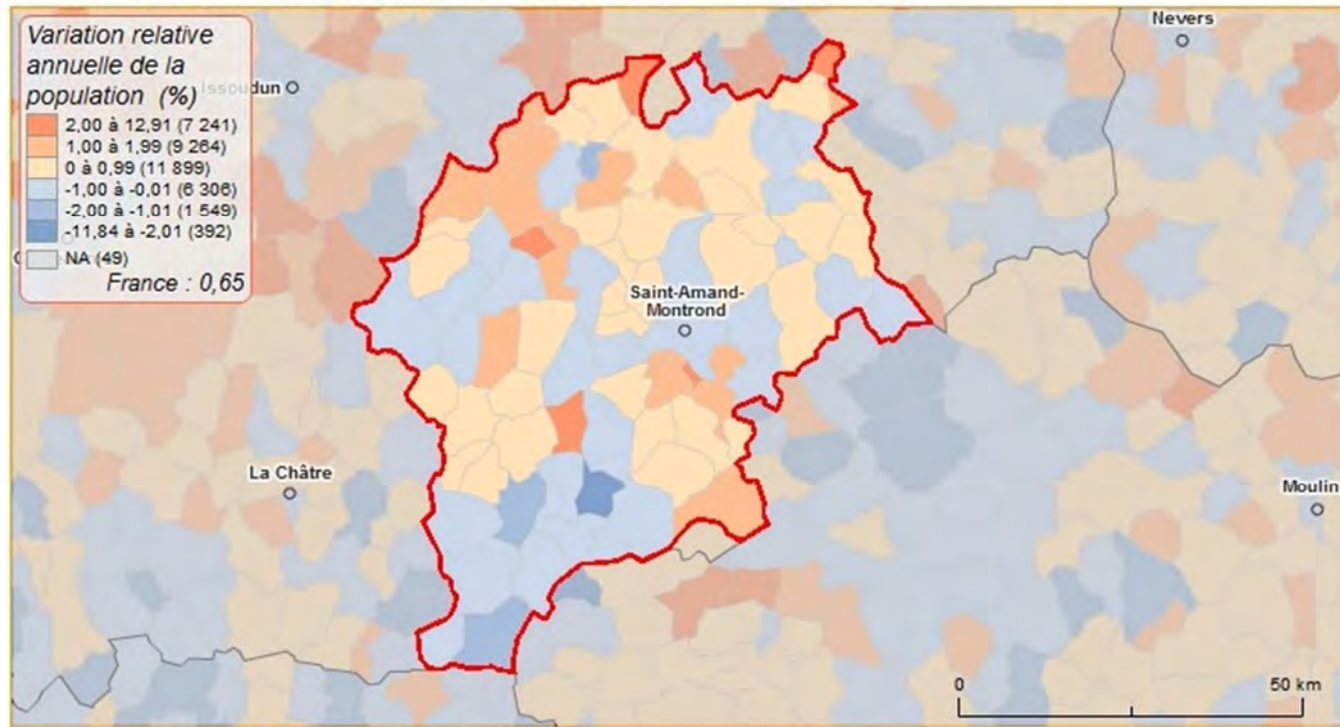 Variation relative
annuelle de la
population (%)
2,00 à 12,91 (7 241)
1,00 à 1,99 (9 264)
0 à 0,99 (11 899)
-1,00 à -0,01 (6 306)
-2,00 à -1,01 (1 549)
-11,84 à -2,01 (392)
NA (49)
France : 0,65
Issoudun
Nevers
Saint-Amand-
Montrond
La Châtre
Moulin
0 50 km